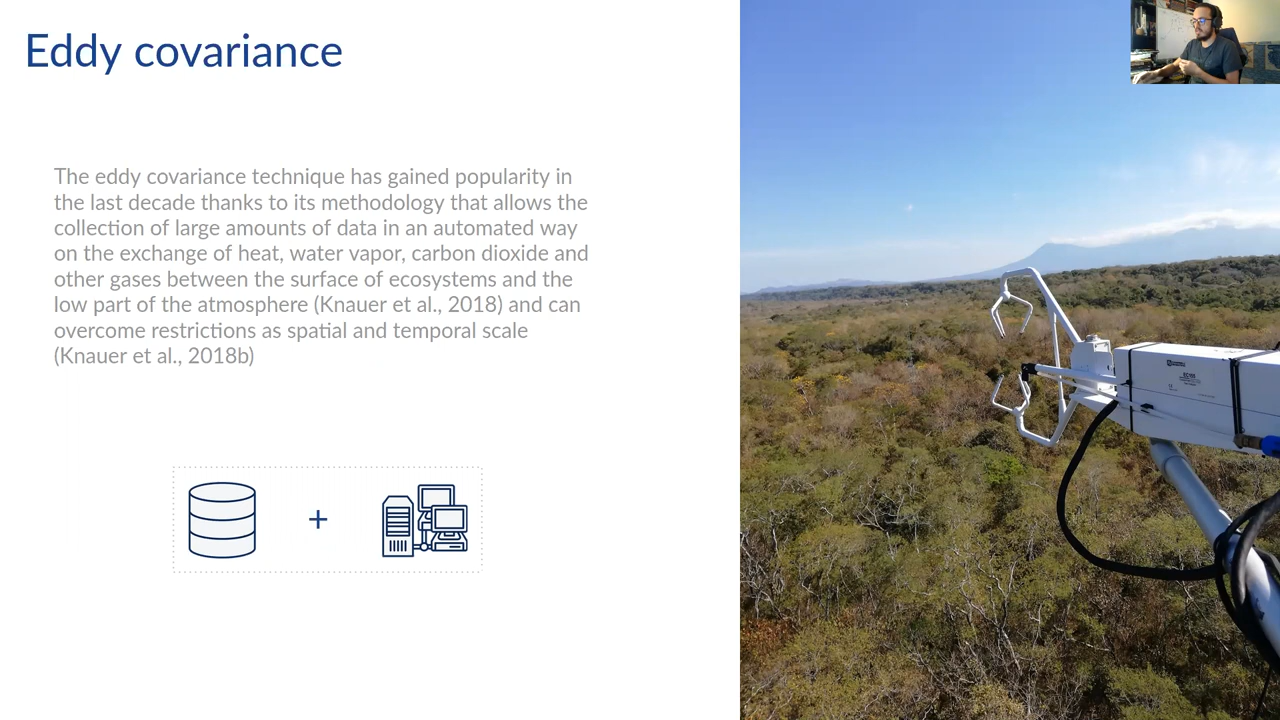 Eddy covariance
The eddy covariance technique has gained popularity in
the last decade thanks to its methodology that allows the
collection of large amounts of data in an automated way
on the exchange of heat, water vapor, carbon dioxide and
other gases between the surface of ecosystems and the
low part of the atmosphere (Knauer et al., 2018) and can
overcome restrictions as spatial and temporal scale
(Knauer et al., 2018b)
+
EC150